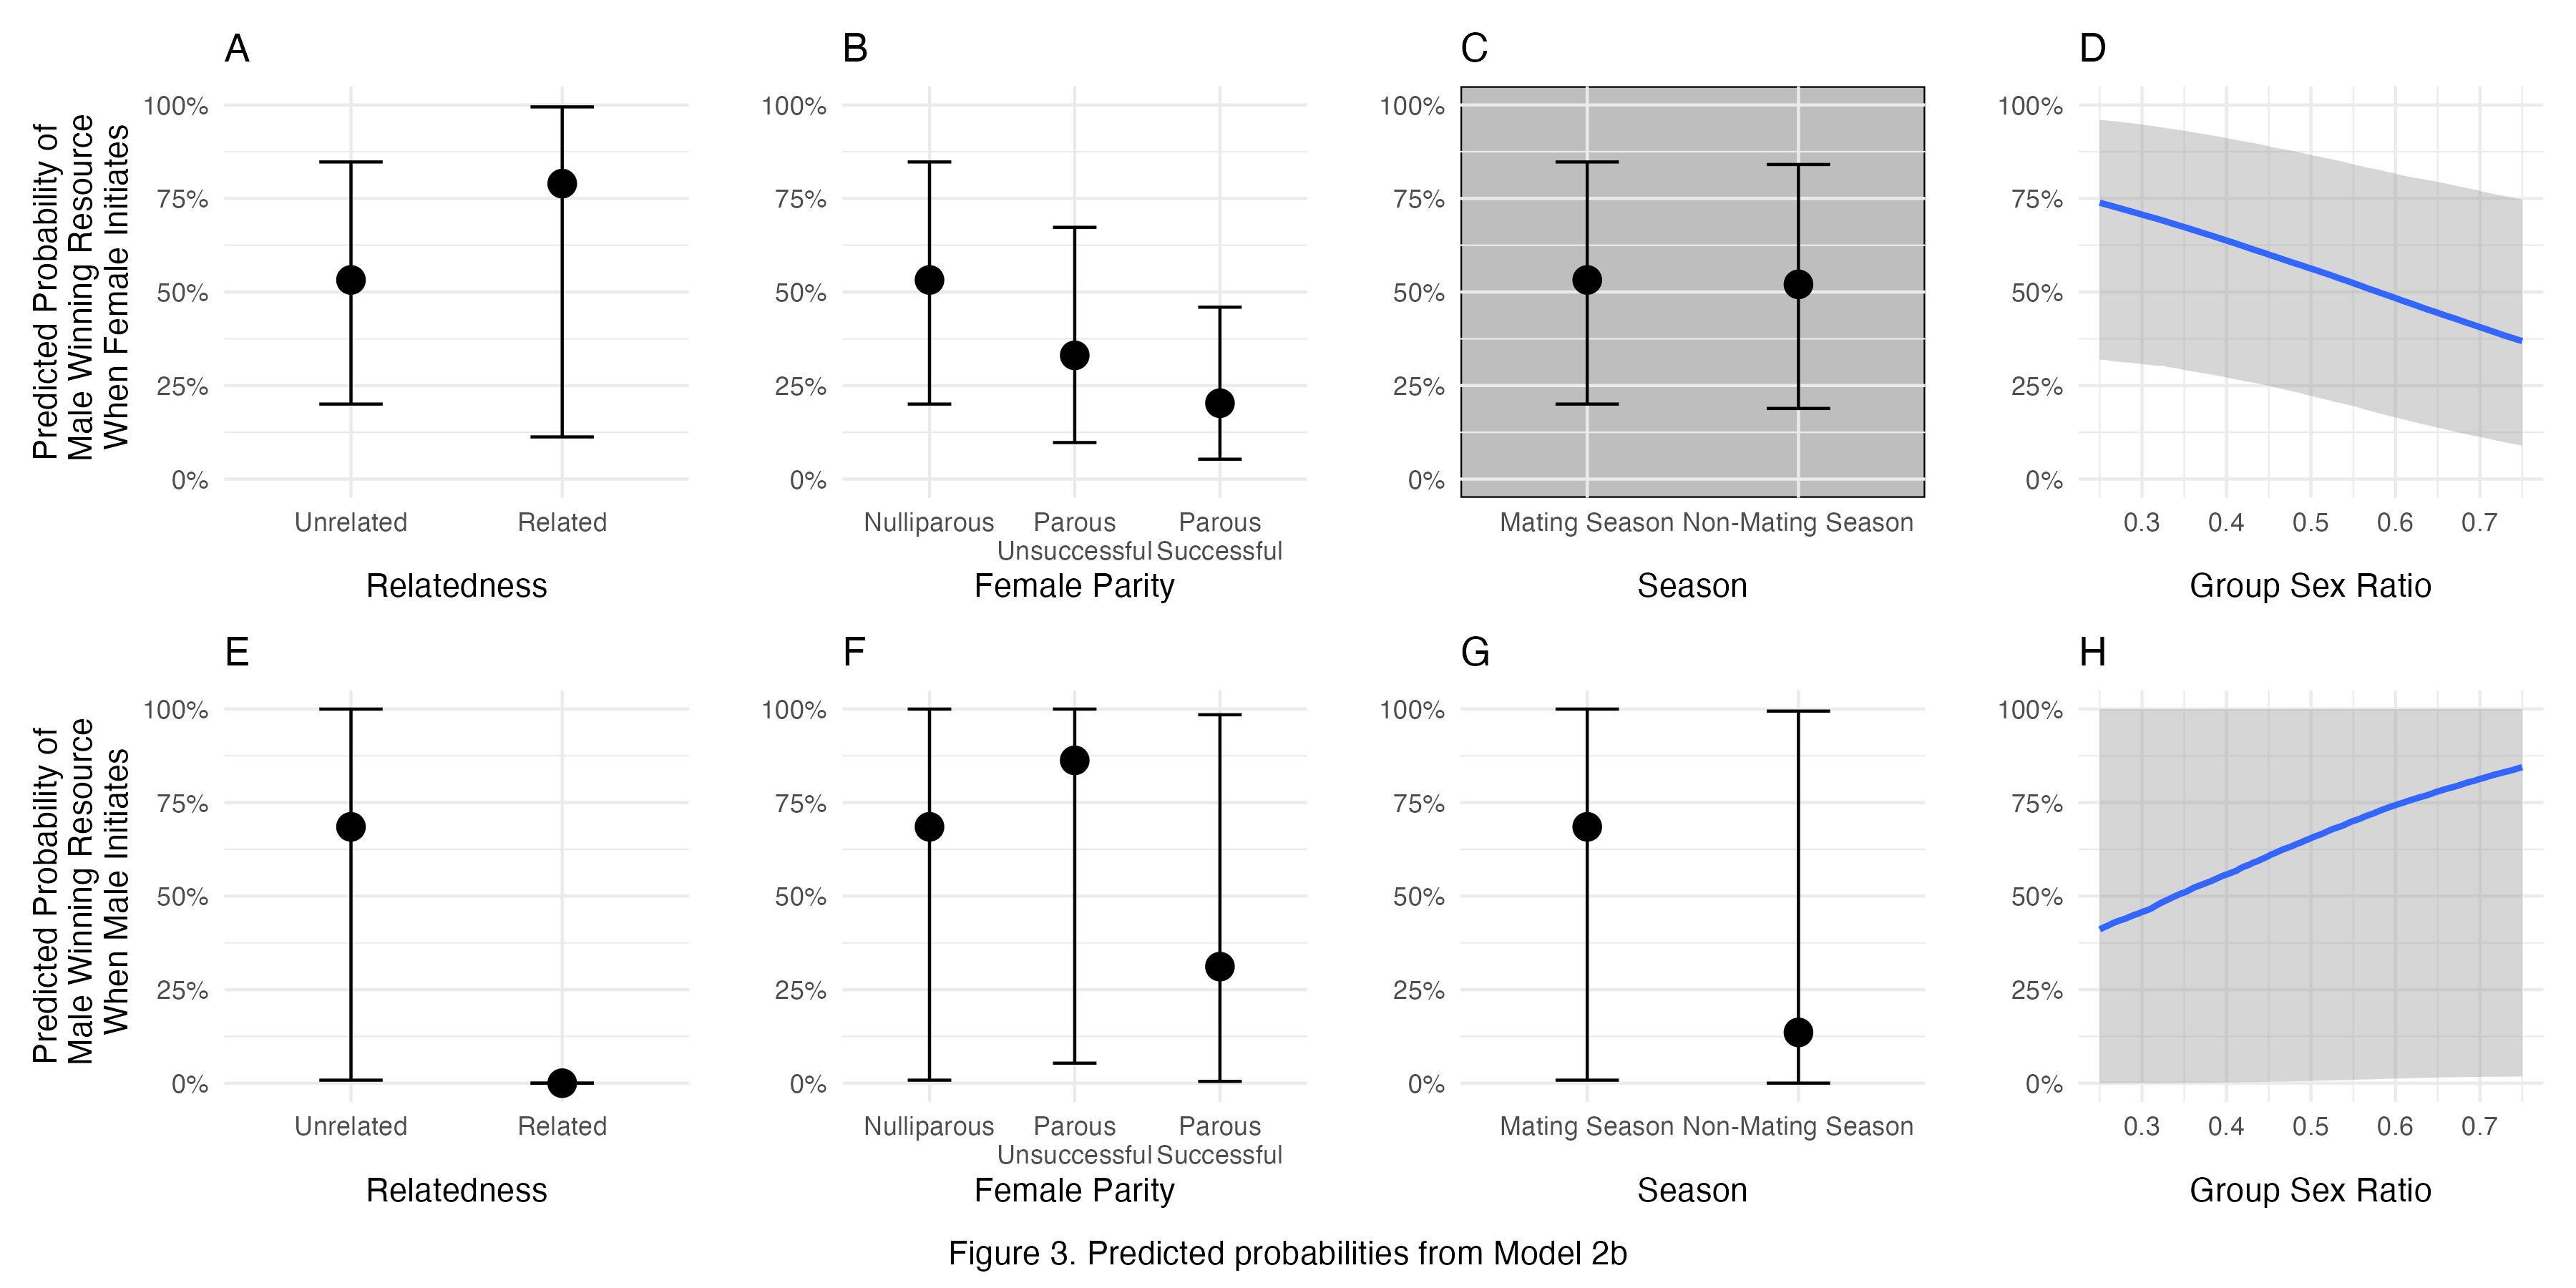 A
B
C
D
Predicted Probability of
Male Winning Resource
When Female Initiates
100%
75%
50%
25%
0%
Unrelated
Related
Relatedness
100%
75%
50%
25%
0%
Nulliparous
Parous
Unsuccessful
Parous
Successful
Female Parity
100%
75%
50%
25%
0%
Mating Season
Non-Mating Season
Season
100%
75%
50%
25%
0%
0.3
0.4
0.5
0.6
0.7
Group Sex Ratio
E
F
G
H
Predicted Probability of
Male Winning Resource
When Male Initiates
100%
75%
50%
25%
0%
Unrelated
Related
Relatedness
100%
75%
50%
25%
0%
Nulliparous
Parous
Unsuccessful
Parous
Successful
Female Parity
100%
75%
50%
25%
0%
Mating Season
Non-Mating Season
Season
100%
75%
50%
25%
0%
0.3
0.4
0.5
0.6
0.7
Group Sex Ratio
Figure 3. Predicted probabilities from Model 2b